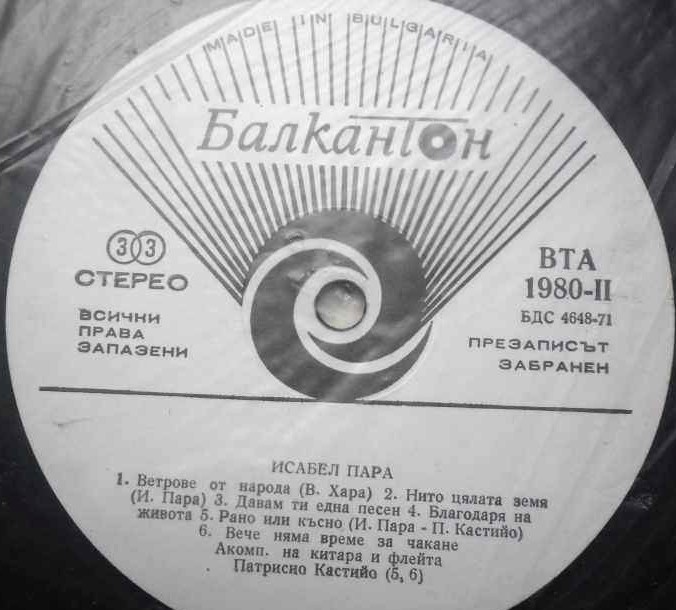 MADE IN BULGARIA
Балкантон
33
СТЕРЕО
ВСИЧКИ
ПРАВА
ЗАПАЗЕНИ
ВТА
1980-II
БДС 4648-71
ПРЕЗАПИСЪТ
ЗАБРАНЕН
ИСАБЕЛ ПАРА
1. Ветрове от народа (В. Хара) 2. Нито цялата земя
(И. Пара) 3. Давам ти една песен 4. Благодаря на
живота 5. Рано или късно (И. Пара - П. Кастийо)
6. Вече няма време за чакане
Акомп. на китара и флейта
Патрисио Кастийо (5, 6)